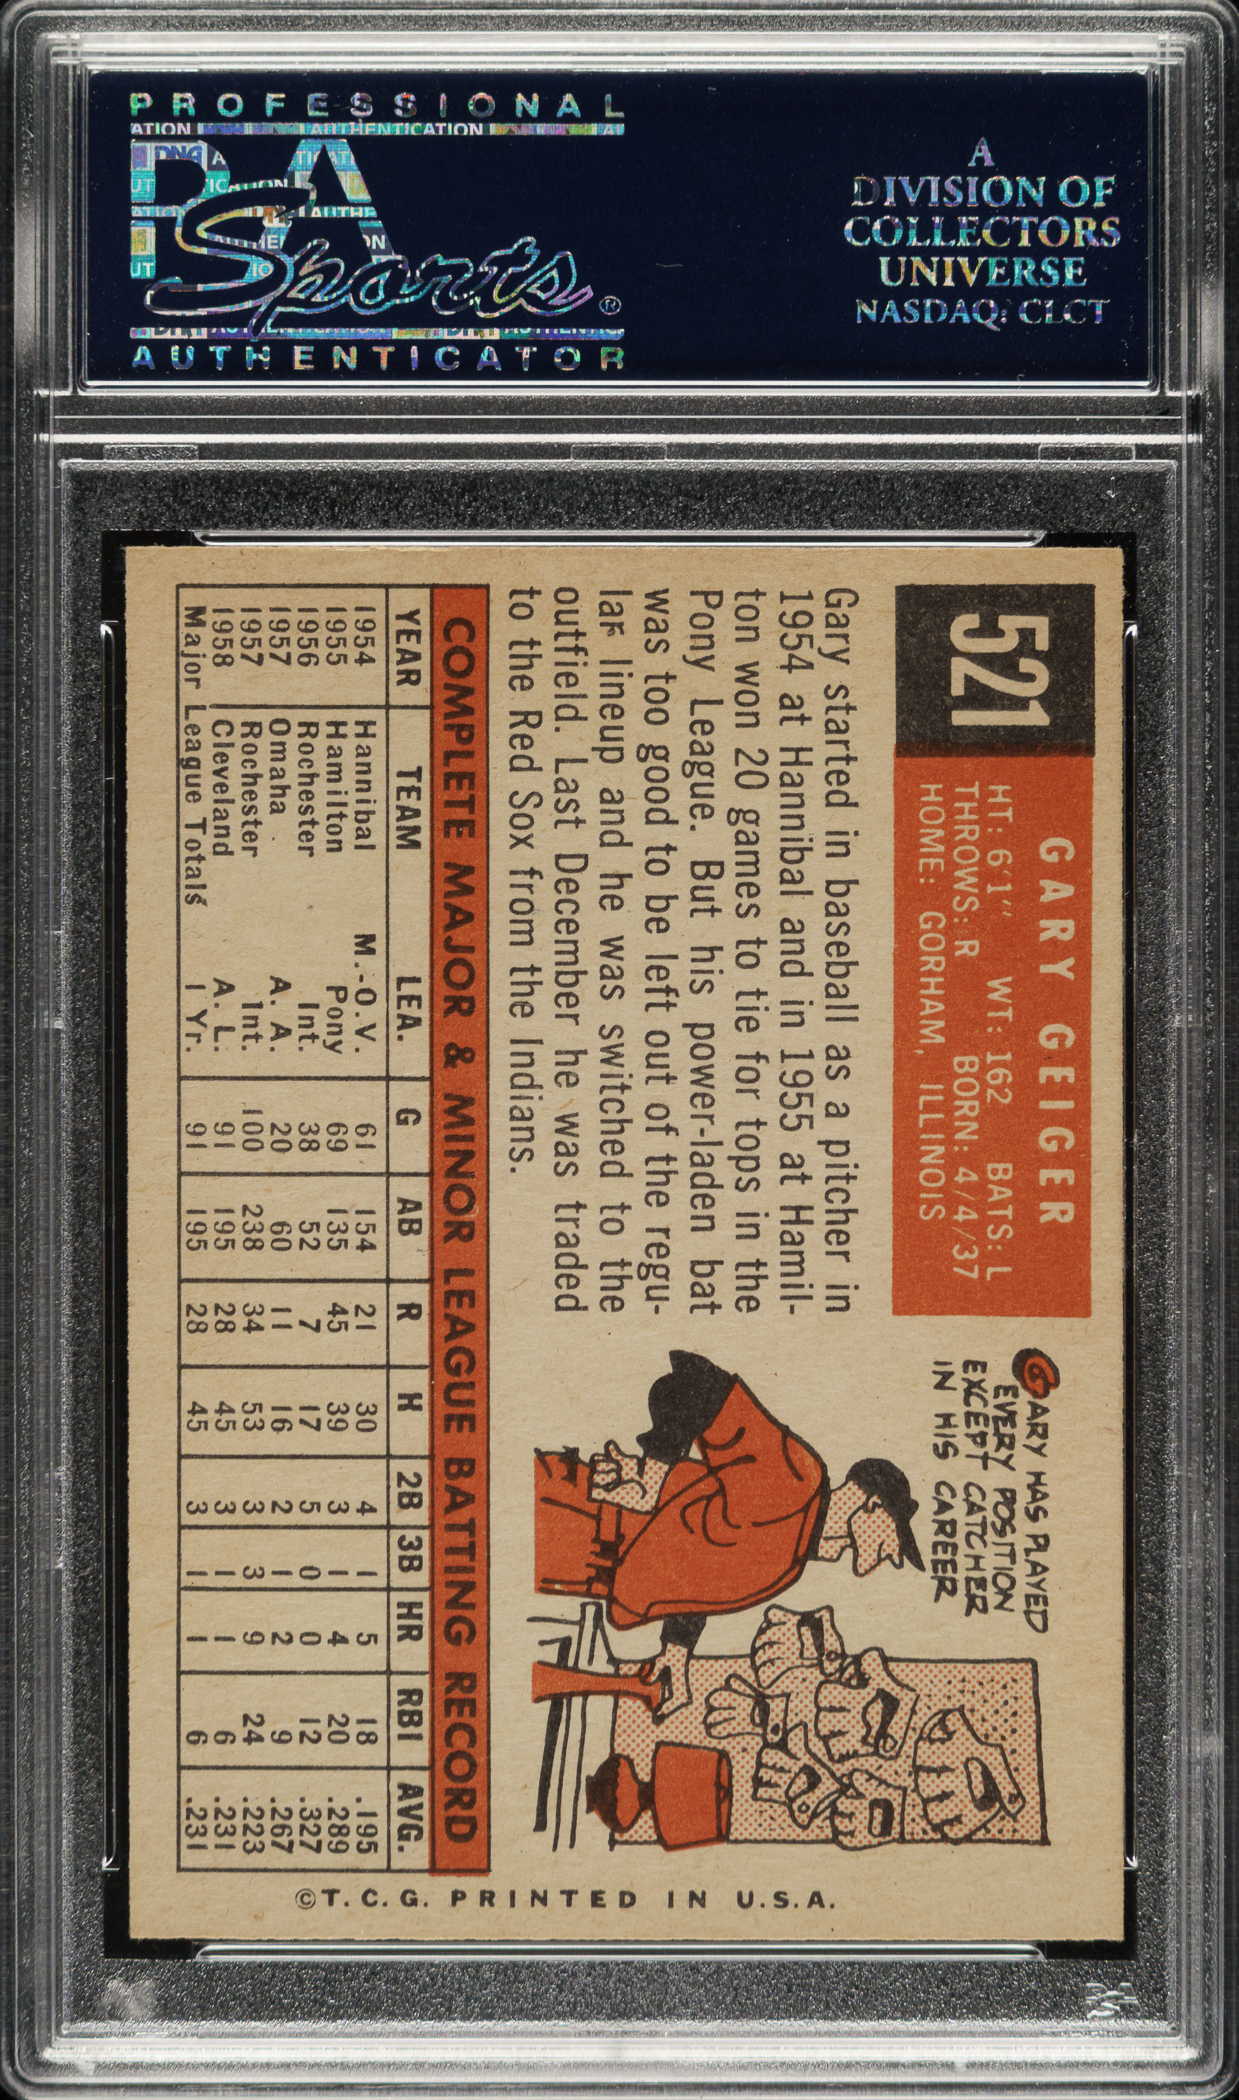 PROFESSIONAL
PSA
Sports®
AUTHENTICATOR
A
DIVISION OF
COLLECTORS
UNIVERSE
NASDAQ: CLCT
521
GARY GEIGER
HT: 6'1" WT: 162 BATS: L
THROWS: R BORN: 4/4/37
HOME: GORHAM, ILLINOIS
Gary started in baseball as a pitcher in
1954 at Hannibal and in 1955 at Hamil-
ton won 20 games to tie for tops in the
Pony League. But his power-laden bat
was too good to be left out of the regu-
lar lineup and he was switched to the
outfield. Last December he was traded
to the Red Sox from the Indians.
GARY HAS PLAYED
EVERY POSITION
EXCEPT CATCHER
IN HIS CAREER
COMPLETE MAJOR & MINOR LEAGUE BATTING RECORD
YEAR TEAM LEA. G AB R H 2B 3B HR RBI AVG.
1954 Hannibal M.-O.V. 61 154 21 30 4 1 5 18 .195
1955 Hamilton Pony 69 135 45 39 3 1 4 20 .289
1956 Rochester Int. 38 52 7 17 5 0 0 12 .327
1957 Omaha A. A. 20 60 11 16 2 1 2 9 .267
1957 Rochester Int. 100 238 34 53 3 3 9 24 .223
1958 Cleveland A. L. 91 195 28 45 3 1 1 6 .231
Major League Totals 1 Yr. 91 195 28 45 3 1 1 6 .231
©T. C. G. PRINTED IN U.S.A.